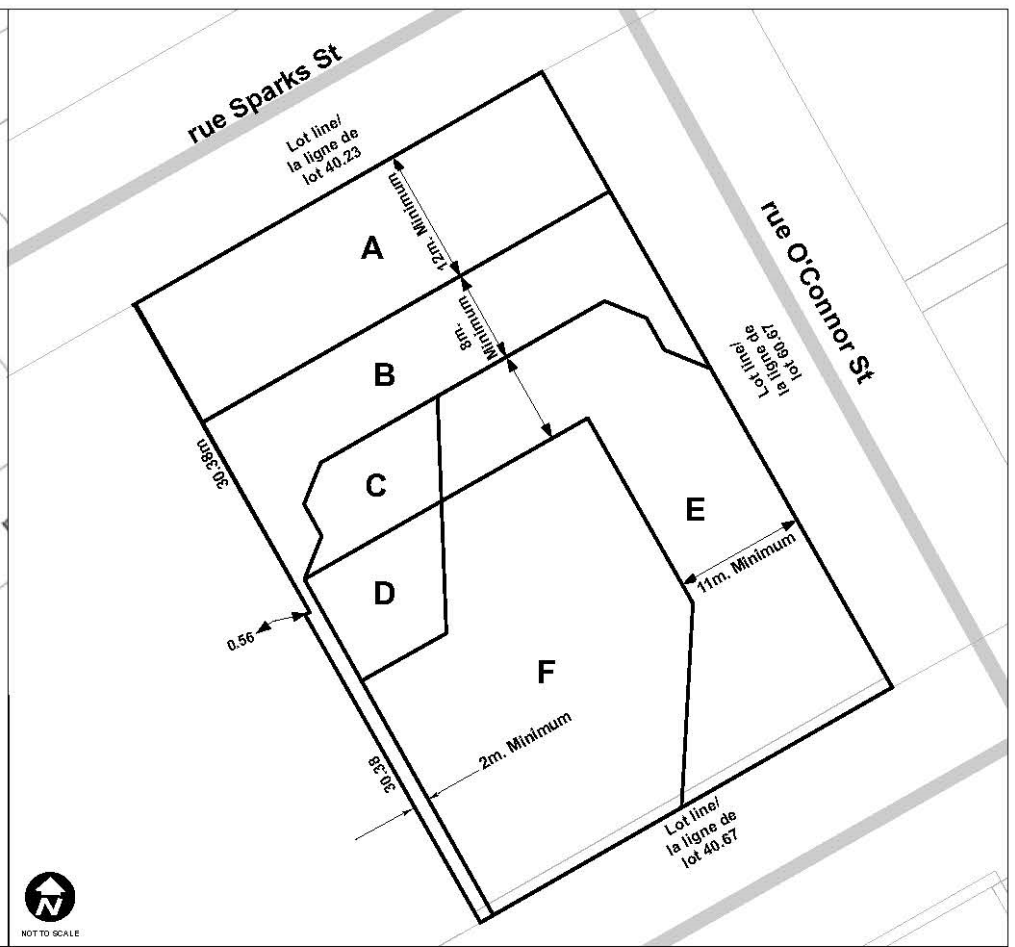 rue Sparks St
Lot line/
la ligne de
lot 40.23
A
12m. Minimum
rue O'Connor St
8m.
Minimum
B
Lot line/
la ligne de
lot 60.67
30.38m
C
E
11m. Minimum
D
0.56
F
2m. Minimum
30.38
Lot line/
la ligne de
lot 40.67
N
NOT TO SCALE